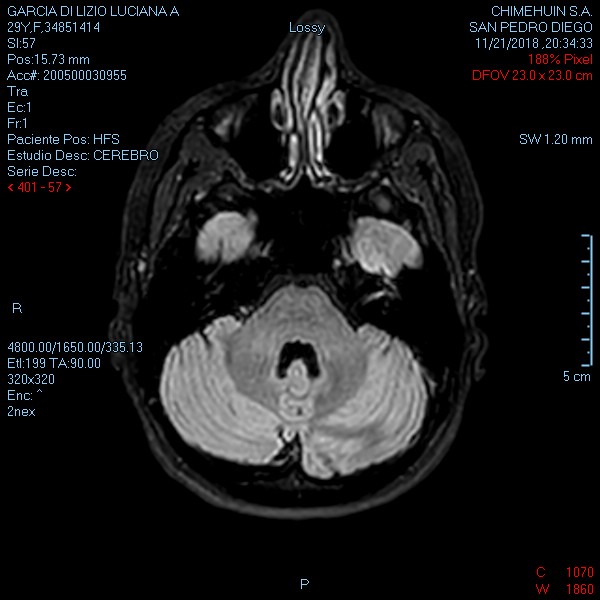 GARCIA DI LIZIO LUCIANA A
29Y,F,34851414
Sl:57
Pos:15.73 mm
Acc#: 200500030955
Tra
Ec:1
Fr:1
Paciente Pos: HFS
Estudio Desc: CEREBRO
Serie Desc:
< 401 - 57 >
Lossy
CHIMEHUIN S.A.
SAN PEDRO DIEGO
11/21/2018 ,20:34:33
188% Pixel
DFOV 23.0 x 23.0 cm
SW 1.20 mm
R
4800.00/1650.00/335.13
Etl:199 TA:90.00
320x320
Enc: ^
2nex
5 cm
P
C 1070
W 1860